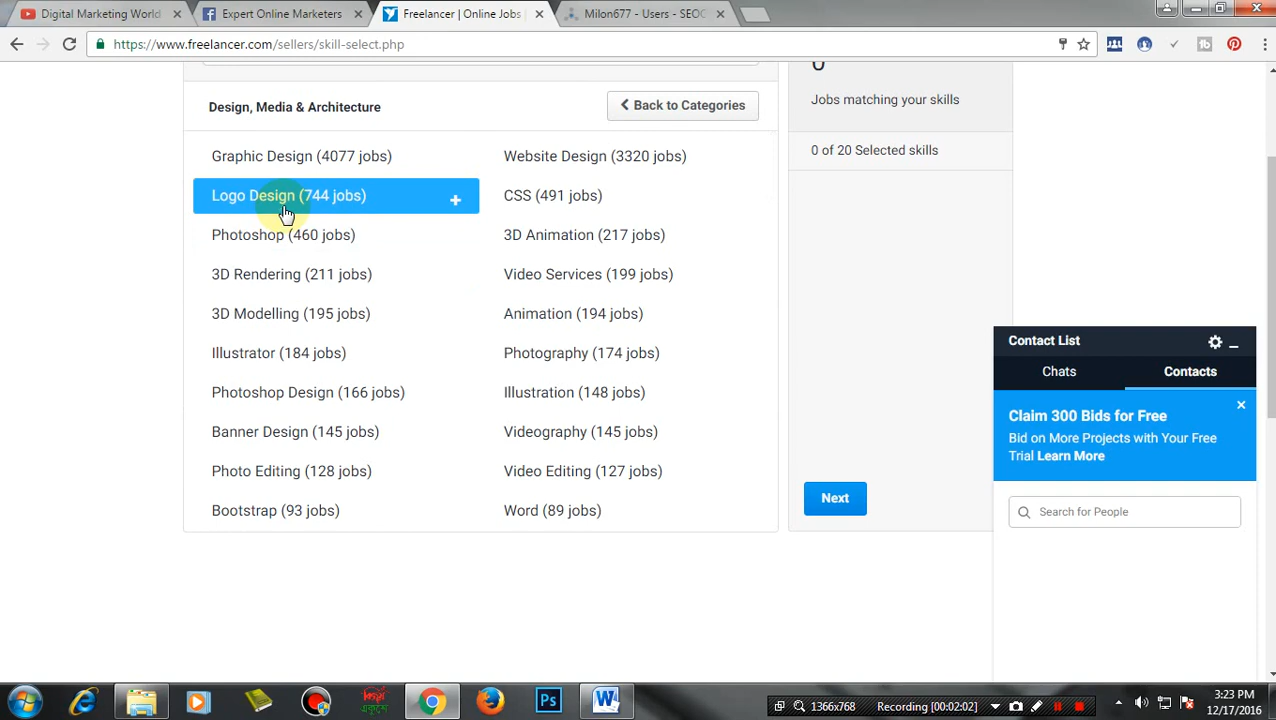 Digital Marketing World
Expert Online Marketers
Freelancer | Online Jobs
Milon677 - Users - SEOC
https://www.freelancer.com/sellers/skill-select.php
Design, Media & Architecture
Back to Categories
Jobs matching your skills
0 of 20 Selected skills
Graphic Design (4077 jobs)
Website Design (3320 jobs)
Logo Design (744 jobs)
CSS (491 jobs)
Photoshop (460 jobs)
3D Animation (217 jobs)
3D Rendering (211 jobs)
Video Services (199 jobs)
3D Modelling (195 jobs)
Animation (194 jobs)
Illustrator (184 jobs)
Photography (174 jobs)
Photoshop Design (166 jobs)
Illustration (148 jobs)
Banner Design (145 jobs)
Videography (145 jobs)
Photo Editing (128 jobs)
Video Editing (127 jobs)
Bootstrap (93 jobs)
Word (89 jobs)
Next
Contact List
Chats
Contacts
Claim 300 Bids for Free
Bid on More Projects with Your Free
Trial Learn More
Search for People
Ps
1366x768
Recording [00:02:02]
3:23 PM
12/17/2016